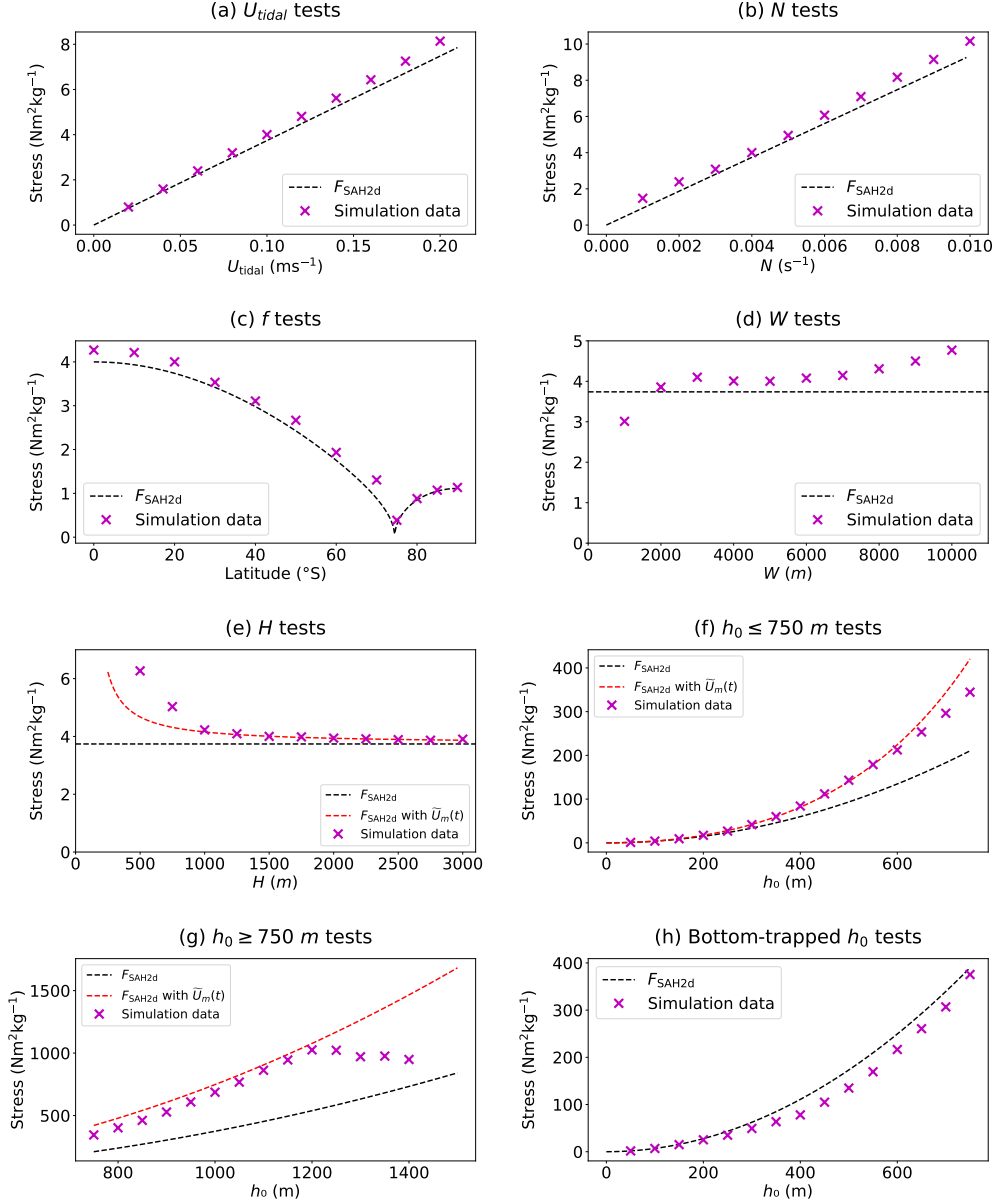 (a) U_tidal tests
Stress (Nm²kg⁻¹)
8
6
4
2
0
F_SAH2d
Simulation data
0.00 0.05 0.10 0.15 0.20
U_tidal (ms⁻¹)
(b) N tests
Stress (Nm²kg⁻¹)
10
8
6
4
2
0
F_SAH2d
Simulation data
0.000 0.002 0.004 0.006 0.008 0.010
N (s⁻¹)
(c) f tests
Stress (Nm²kg⁻¹)
4
3
2
1
0
F_SAH2d
Simulation data
0 20 40 60 80
Latitude (°S)
(d) W tests
Stress (Nm²kg⁻¹)
5
4
3
2
1
0
F_SAH2d
Simulation data
0 2000 4000 6000 8000 10000
W (m)
(e) H tests
Stress (Nm²kg⁻¹)
6
4
2
0
F_SAH2d
F_SAH2d with Ũ_m(t)
Simulation data
0 500 1000 1500 2000 2500 3000
H (m)
(f) h₀ ≤ 750 m tests
Stress (Nm²kg⁻¹)
400
300
200
100
0
F_SAH2d
F_SAH2d with Ũ_m(t)
Simulation data
0 200 400 600
h₀ (m)
(g) h₀ ≥ 750 m tests
Stress (Nm²kg⁻¹)
1500
1000
500
F_SAH2d
F_SAH2d with Ũ_m(t)
Simulation data
800 1000 1200 1400
h₀ (m)
(h) Bottom-trapped h₀ tests
Stress (Nm²kg⁻¹)
400
300
200
100
0
F_SAH2d
Simulation data
0 200 400 600
h₀ (m)